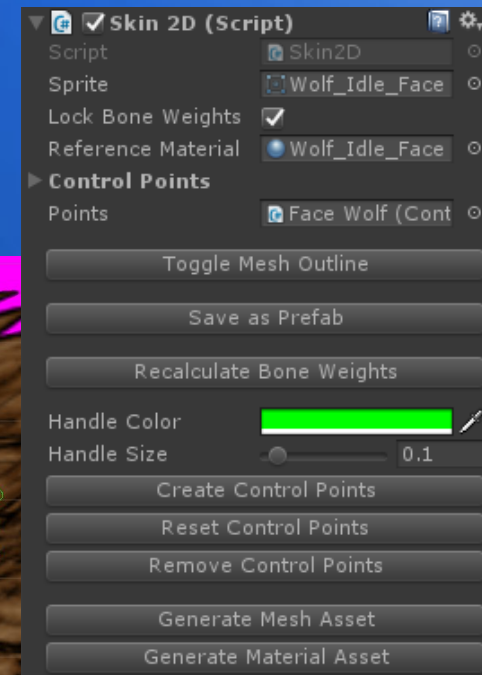 Skin 2D (Script)
Script Skin2D
Sprite Wolf_Idle_Face
Lock Bone Weights
Reference Material Wolf_Idle_Face
Control Points
Points Face Wolf (Cont
Toggle Mesh Outline
Save as Prefab
Recalculate Bone Weights
Handle Color
Handle Size 0.1
Create Control Points
Reset Control Points
Remove Control Points
Generate Mesh Asset
Generate Material Asset